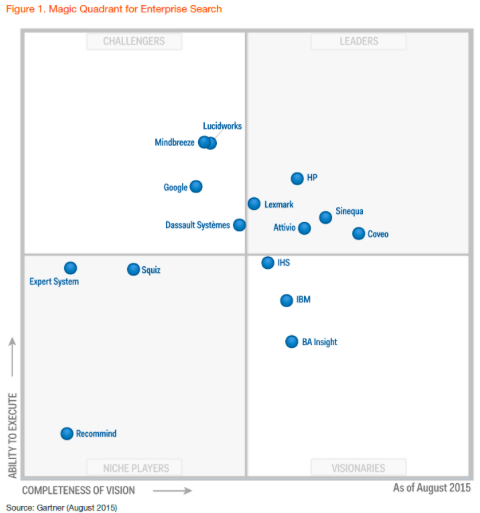 Figure 1. Magic Quadrant for Enterprise Search
CHALLENGERS
LEADERS
Lucidworks
Mindbreeze
HP
Google
Lexmark
Sinequa
Dassault Systèmes
Attivio
Coveo
IHS
Squiz
Expert System
IBM
BA Insight
Recommind
ABILITY TO EXECUTE
NICHE PLAYERS
VISIONARIES
COMPLETENESS OF VISION
As of August 2015
Source: Gartner (August 2015)